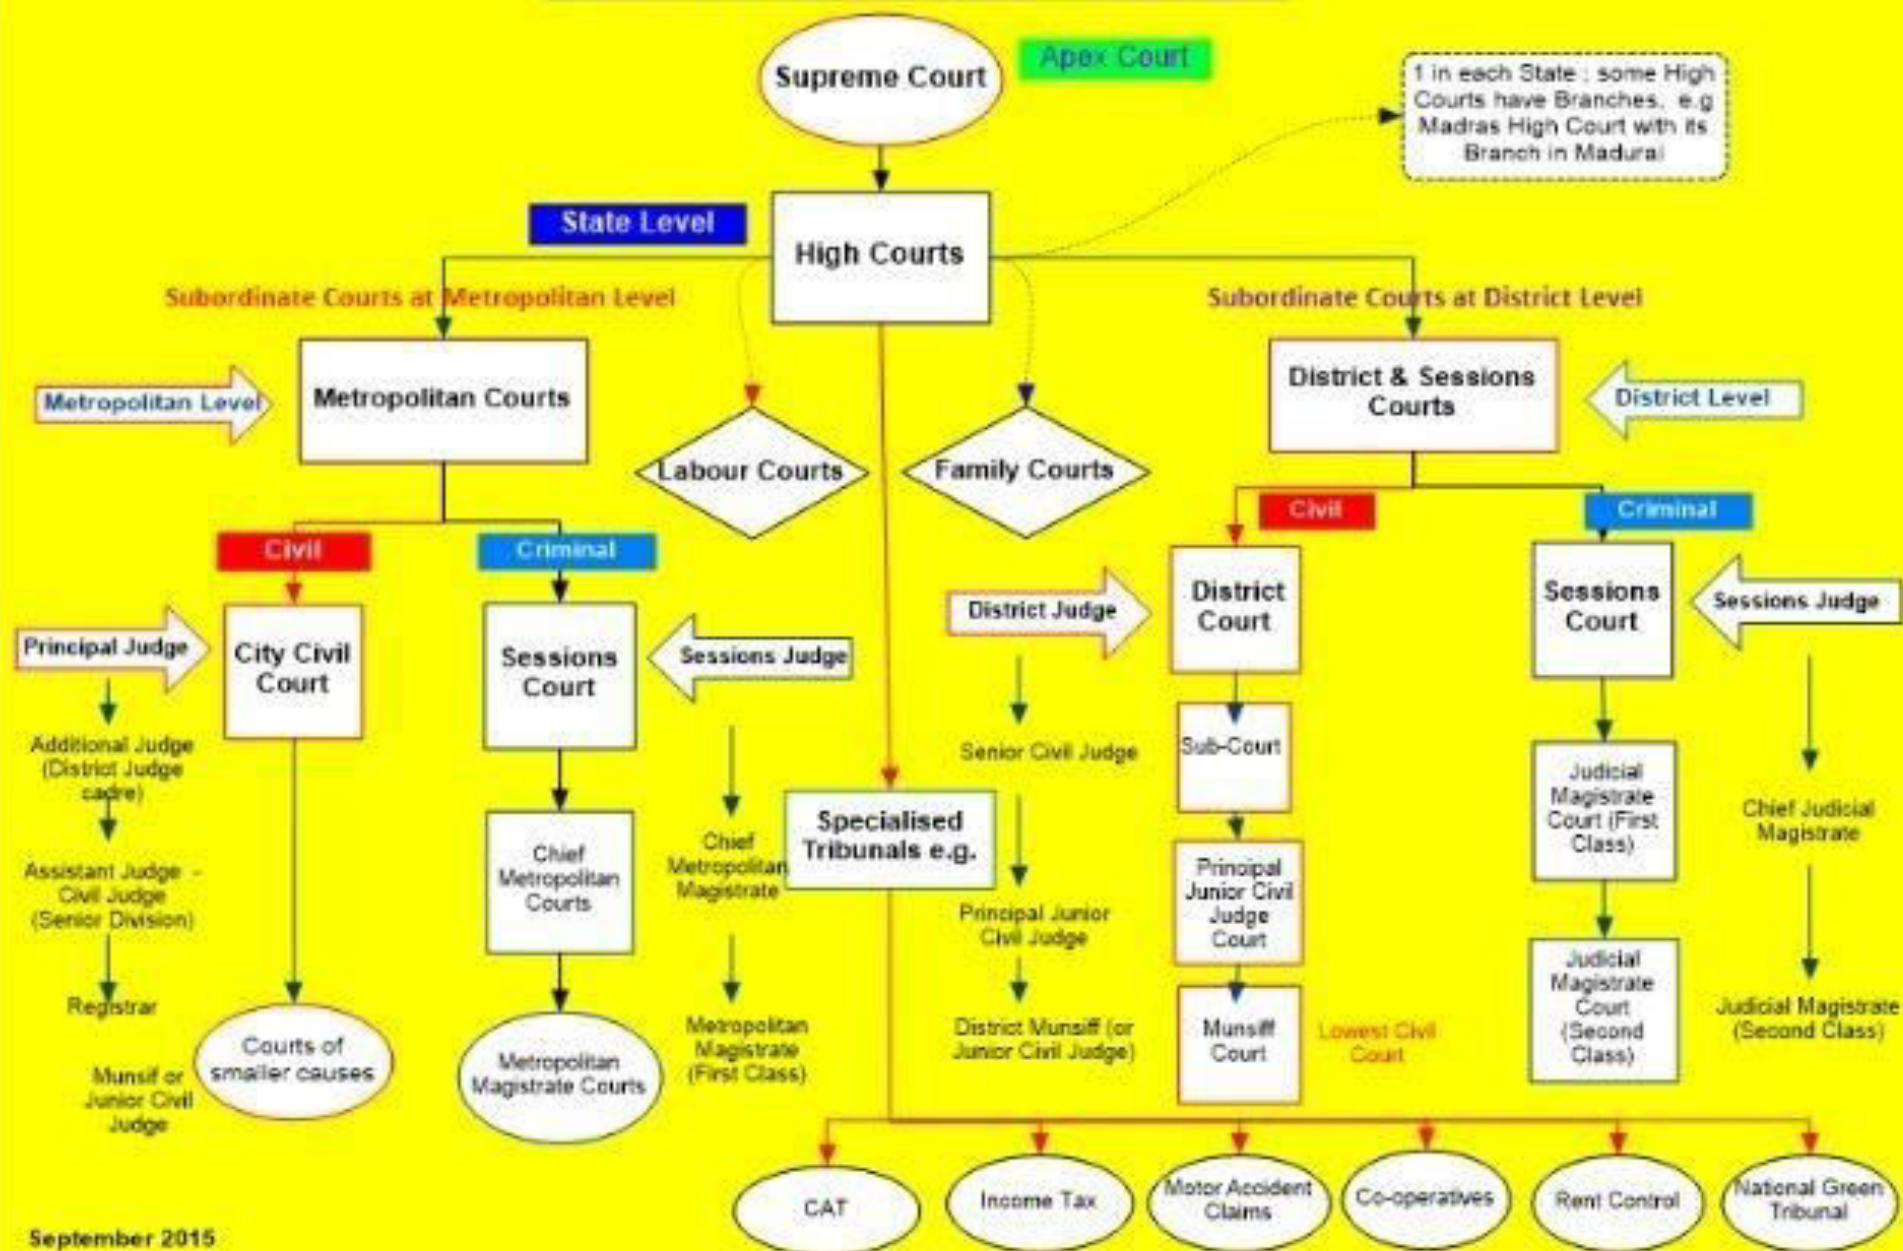 Supreme Court
Apex Court
1 in each State : some High
Courts have Branches. e.g
Madras High Court with its
Branch in Madurai
State Level
High Courts
Subordinate Courts at Metropolitan Level
Subordinate Courts at District Level
Metropolitan Level
Metropolitan Courts
Labour Courts
Family Courts
District & Sessions
Courts
District Level
Civil
Criminal
Civil
Criminal
Principal Judge
City Civil
Court
Sessions
Court
Sessions Judge
District Judge
District
Court
Sessions
Court
Sessions Judge
Additional Judge
(District Judge
cadre)
Assistant Judge -
Civil Judge
(Senior Division)
Registrar
Munsif or
Junior Civil
Judge
Courts of
smaller causes
Chief
Metropolitan
Courts
Metropolitan
Magistrate Courts
Chief
Metropolitan
Magistrate
Metropolitan
Magistrate
(First Class)
Specialised
Tribunals e.g.
Senior Civil Judge
Principal Junior
Civil Judge
District Munsiff (or
Junior Civil Judge)
Sub-Court
Principal
Junior Civil
Judge
Court
Munsiff
Court
Lowest Civil
Court
Judicial
Magistrate
Court (First
Class)
Judicial
Magistrate
Court
(Second
Class)
Chief Judicial
Magistrate
Judicial Magistrate
(Second Class)
CAT
Income Tax
Motor Accident
Claims
Co-operatives
Rent Control
National Green
Tribunal
September 2015